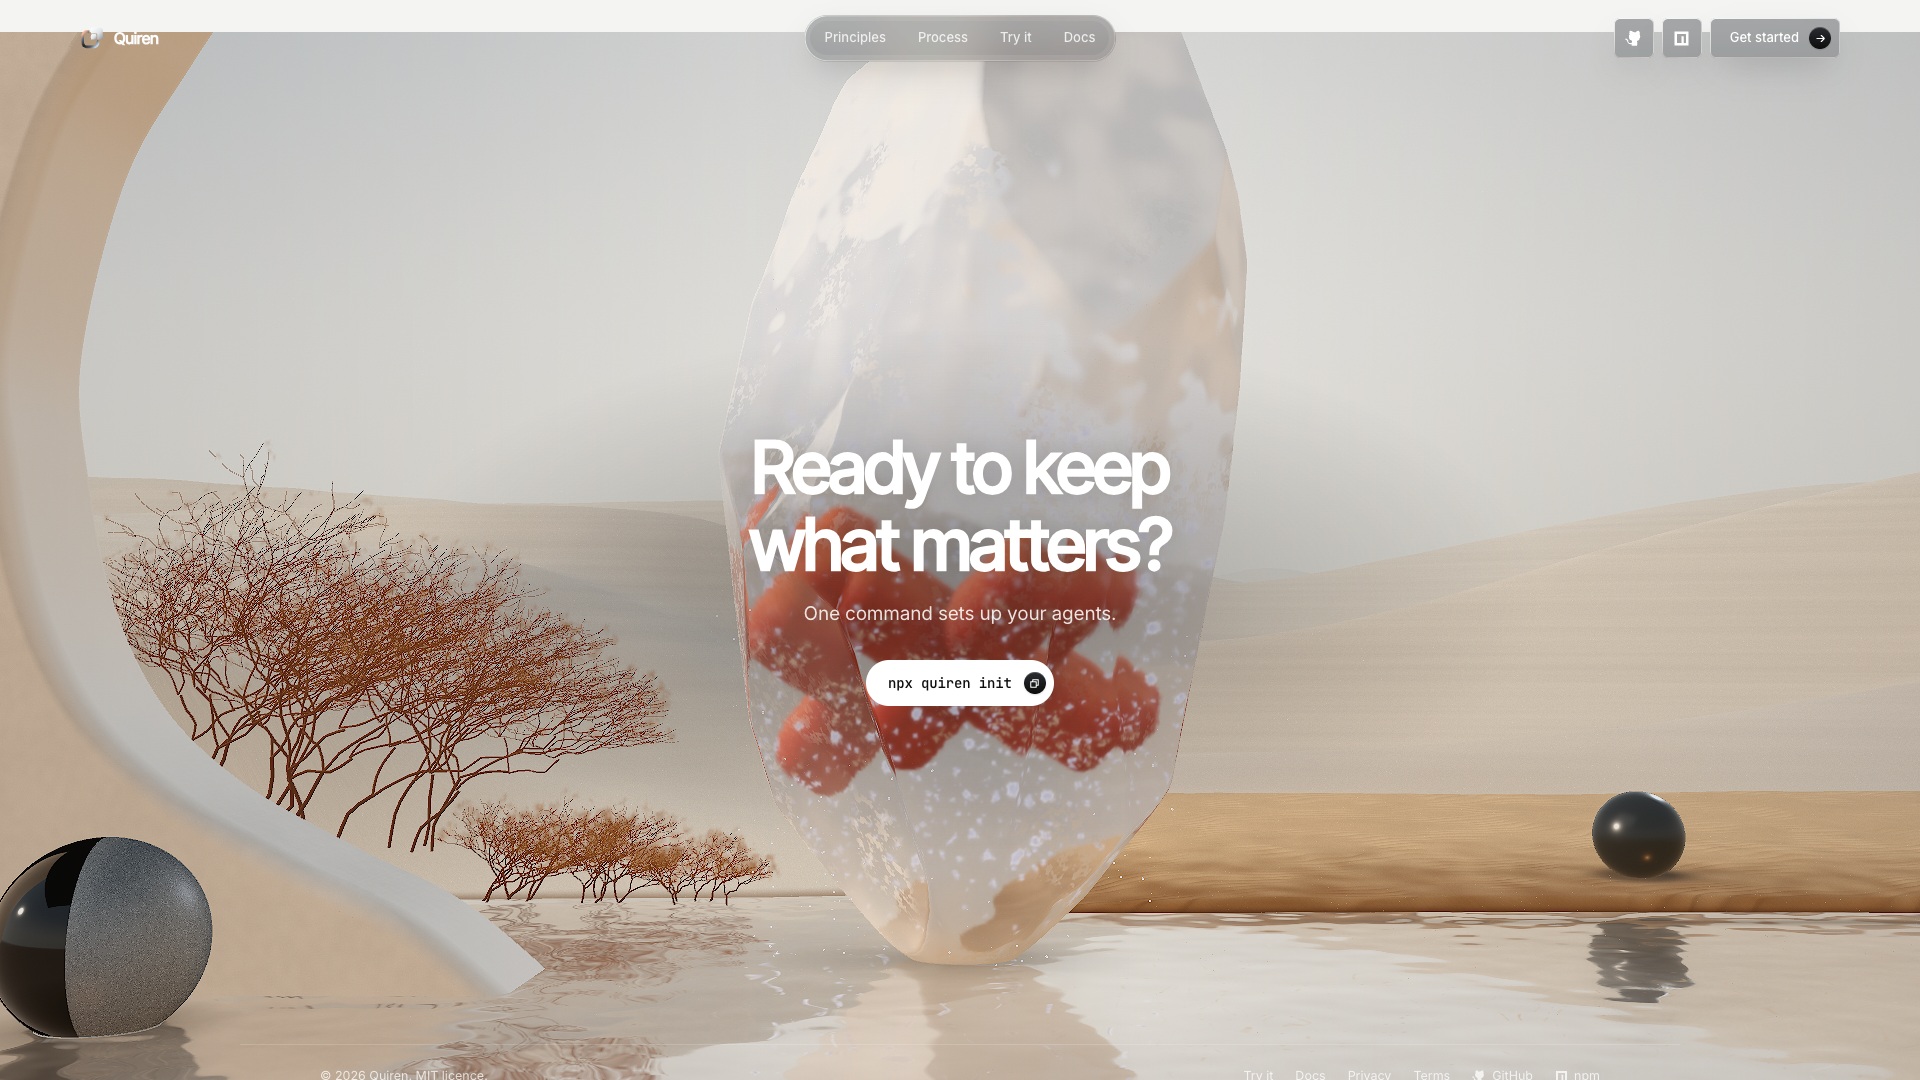 Quiren
Principles
Process
Try it
Docs
Get started
Ready to keep
what matters?
One command sets up your agents.
npx quiren init
© 2026 Quiren. MIT licence.
Try it
Docs
Privacy
Terms
GitHub
npm